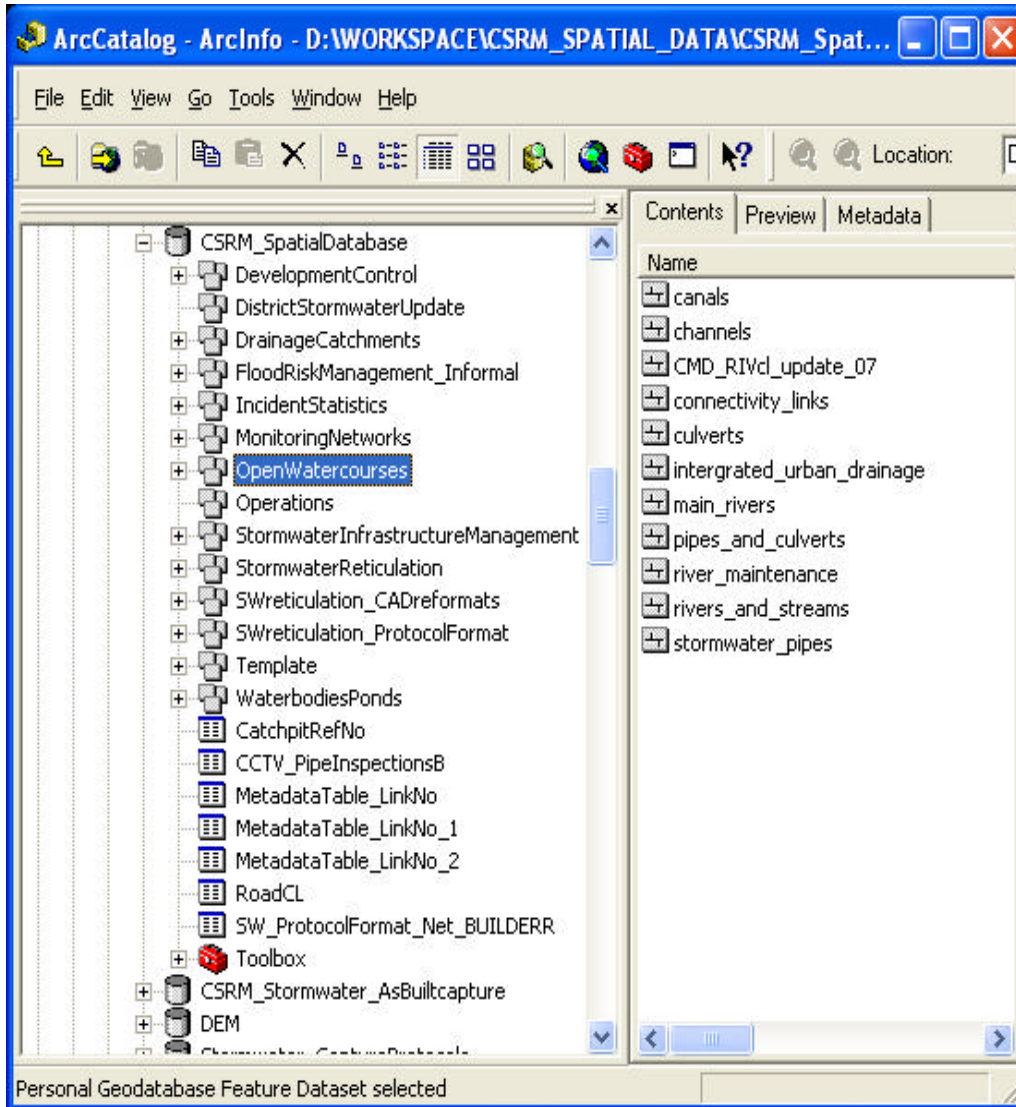 ArcCatalog - ArcInfo - D:\WORKSPACE\CSRM_SPATIAL_DATA\CSRM_Spat...
File Edit View Go Tools Window Help
Location:
CSRM_SpatialDatabase
DevelopmentControl
DistrictStormwaterUpdate
DrainageCatchments
FloodRiskManagement_Informal
IncidentStatistics
MonitoringNetworks
OpenWatercourses
Operations
StormwaterInfrastructureManagement
StormwaterReticulation
SWreticulation_CADreformats
SWreticulation_ProtocolFormat
Template
WaterbodiesPonds
CatchpitRefNo
CCTV_PipeInspectionsB
MetadataTable_LinkNo
MetadataTable_LinkNo_1
MetadataTable_LinkNo_2
RoadCL
SW_ProtocolFormat_Net_BUILDERR
Toolbox
CSRM_Stormwater_AsBuiltcapture
DEM
Contents Preview Metadata
Name
canals
channels
CMD_RIVcl_update_07
connectivity_links
culverts
intergrated_urban_drainage
main_rivers
pipes_and_culverts
river_maintenance
rivers_and_streams
stormwater_pipes
Personal Geodatabase Feature Dataset selected